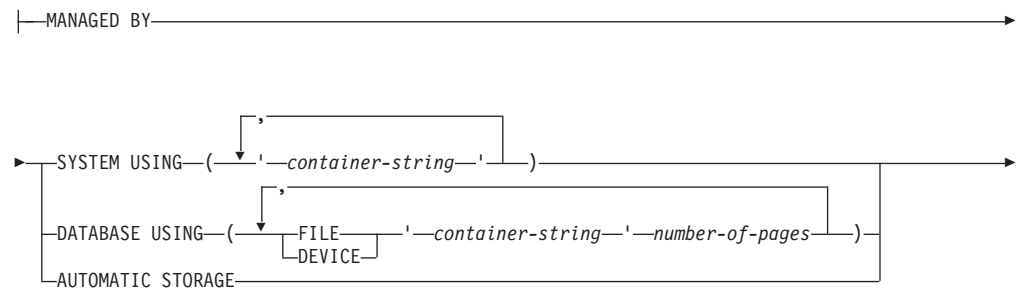 MANAGED BY
,
SYSTEM USING ( ' container-string ' )
,
DATABASE USING ( FILE ' container-string ' number-of-pages )
DEVICE
AUTOMATIC STORAGE